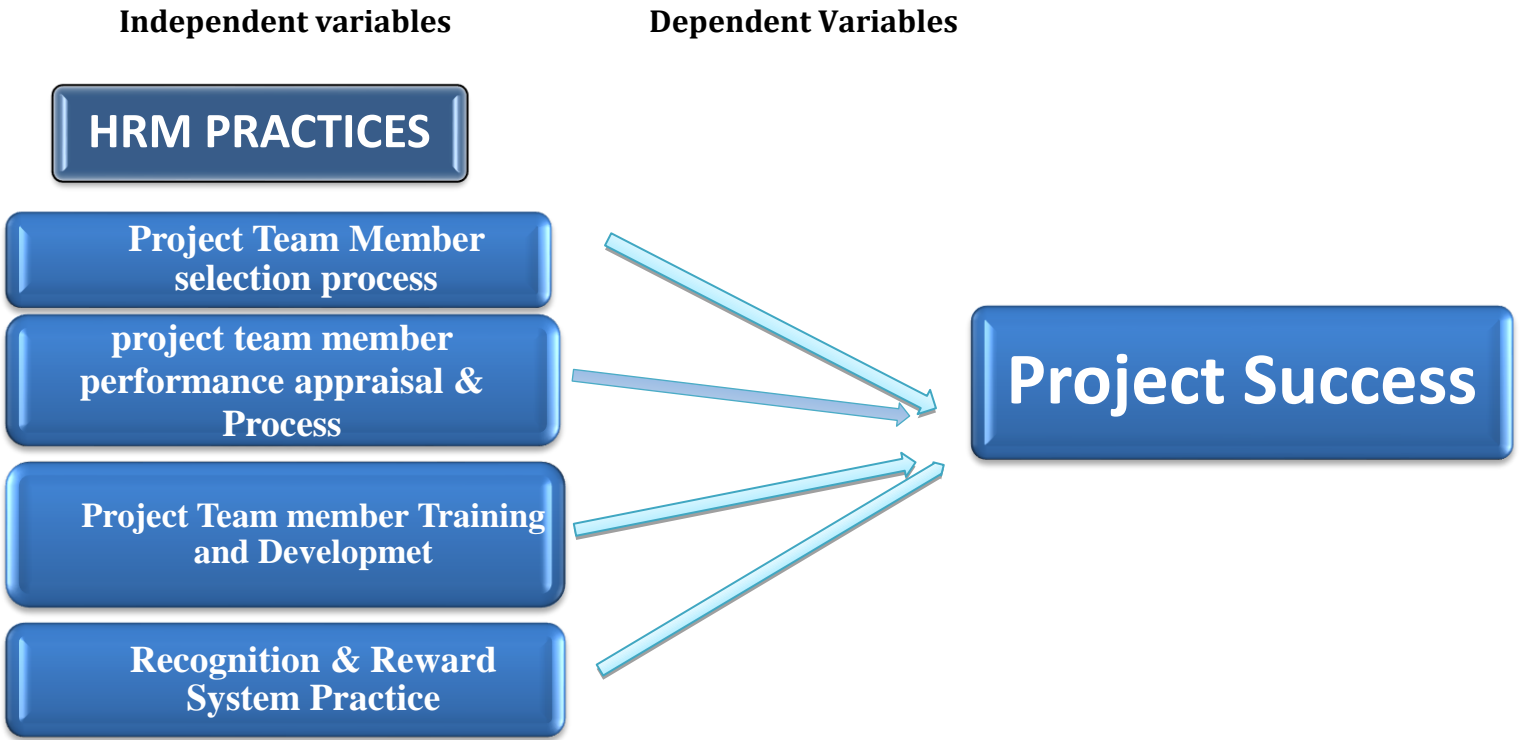 Independent variables
Dependent Variables
HRM PRACTICES
Project Team Member
selection process
project team member
performance appraisal &
Process
Project Team member Training
and Developmet
Recognition & Reward
System Practice
Project Success